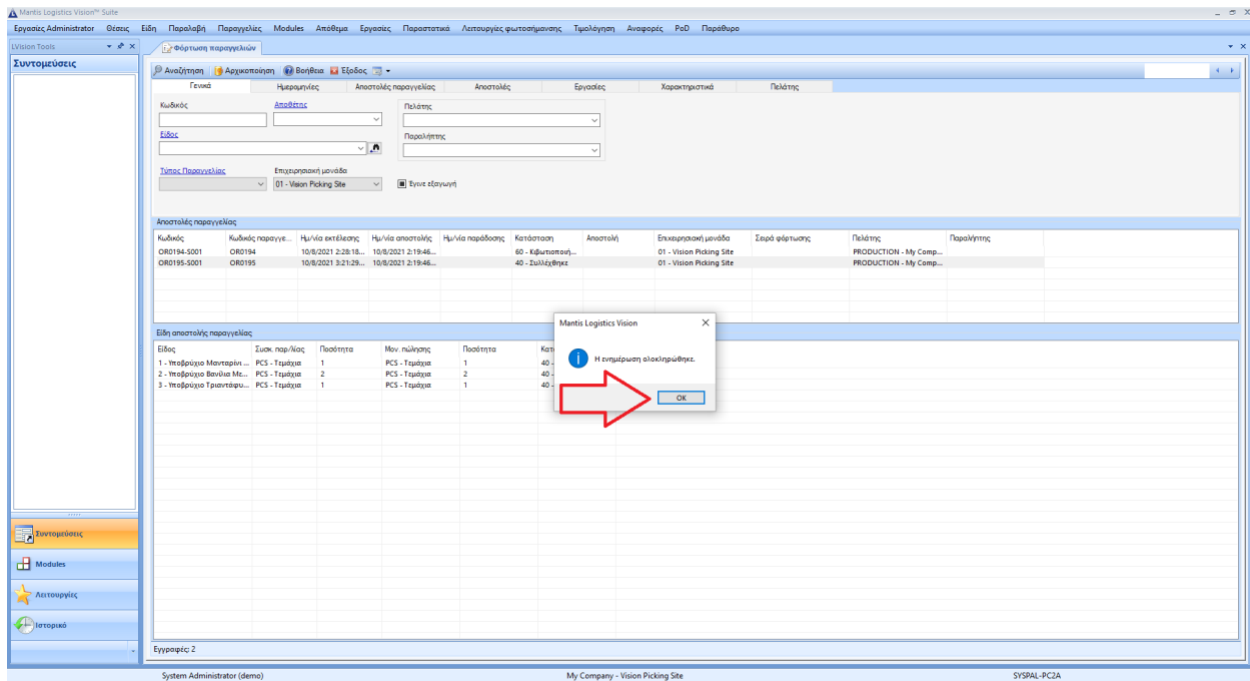 Mantis Logistics Vision™ Suite
Εργασίες Administrator Θέσεις Είδη Παραλαβή Παραγγελίες Modules Απόθεμα Εργασίες Παραστατικά Λειτουργίες φωτοσήμανσης Τιμολόγηση Αναφορές PoD Παράθυρο
LVision Tools
Φόρτωση παραγγελιών
Συντομεύσεις
Αναζήτηση Αρχικοποίηση Βοήθεια Έξοδος
Γενικά Ημερομηνίες Αποστολές παραγγελίας Αποστολές Εργασίες Χαρακτηριστικά Πελάτης
Κωδικός Αποθέτης Πελάτης
Είδος Παραλήπτης
Τύπος Παραγγελίας Επιχειρησιακή μονάδα
01 - Vision Picking Site Έγινε εξαγωγή
Αποστολές παραγγελίας
Κωδικός Κωδικός παραγγε... Ημ/νία εκτέλεσης Ημ/νία αποστολής Ημ/νία παράδοσης Κατάσταση Αποστολή Επιχειρησιακή μονάδα Σειρά φόρτωσης Πελάτης Παραλήπτης
OR0194-S001 OR0194 10/8/2021 2:28:18... 10/8/2021 2:19:46... 60 - Κιβωτιοποιή... 01 - Vision Picking Site PRODUCTION - My Comp...
OR0195-S001 OR0195 10/8/2021 3:21:29... 10/8/2021 2:19:46... 40 - Συλλέχθηκε 01 - Vision Picking Site PRODUCTION - My Comp...
Είδη αποστολής παραγγελίας
Είδος Συσκ. παρ/λίας Ποσότητα Μον. πώλησης Ποσότητα Κατ
1 - Υποβρύχιο Μανταρίνι ... PCS - Τεμάχια 1 PCS - Τεμάχια 1 40 -
2 - Υποβρύχιο Βανίλια Με... PCS - Τεμάχια 2 PCS - Τεμάχια 2 40 -
3 - Υποβρύχιο Τριαντάφυ... PCS - Τεμάχια 1 PCS - Τεμάχια 1 40 -
Mantis Logistics Vision
Η ενημέρωση ολοκληρώθηκε.
OK
Συντομεύσεις
Modules
Λειτουργίες
Ιστορικό
Εγγραφές: 2
System Administrator (demo) My Company - Vision Picking Site SYSPAL-PC2A